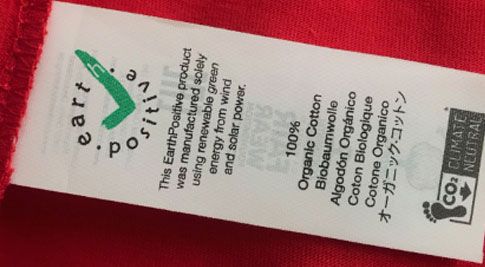 earth
positive
This EarthPositive product
was manufactured solely
using renewable green
energy from wind
and solar power.
100%
Organic Cotton
Biobaumwolle
Algodón Orgánico
Coton Biologique
Cotone Organico
オーガニック・コットン
CO2
CLIMATE
NEUTRAL